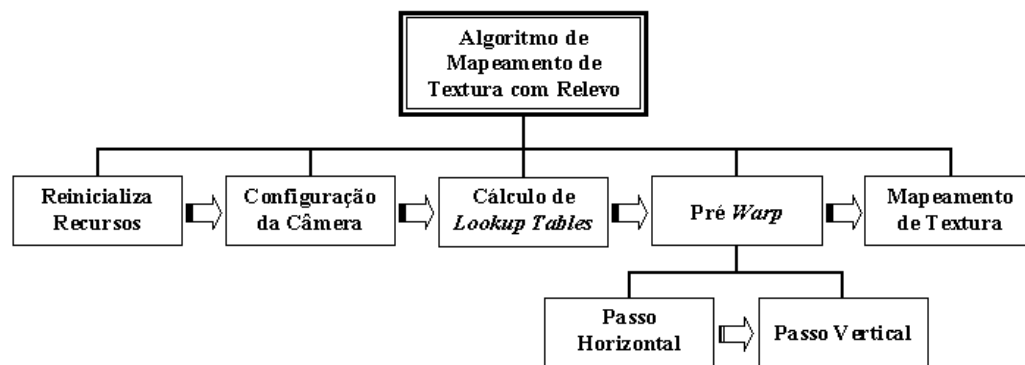 Algoritmo de
Mapeamento de
Textura com Relevo
Reinicializa
Recursos
Configuração
da Câmera
Cálculo de
Lookup Tables
Pré Warp
Mapeamento
de Textura
Passo
Horizontal
Passo Vertical